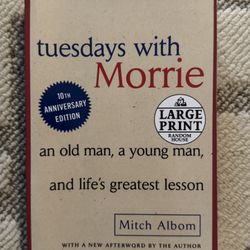 tuesdays with
Morrie
10TH
ANNIVERSARY
EDITION
LARGE
PRINT
RANDOM
HOUSE
an old man, a young man,
and life's greatest lesson
Mitch Albom
WITH A NEW AFTERWORD BY THE AUTHOR